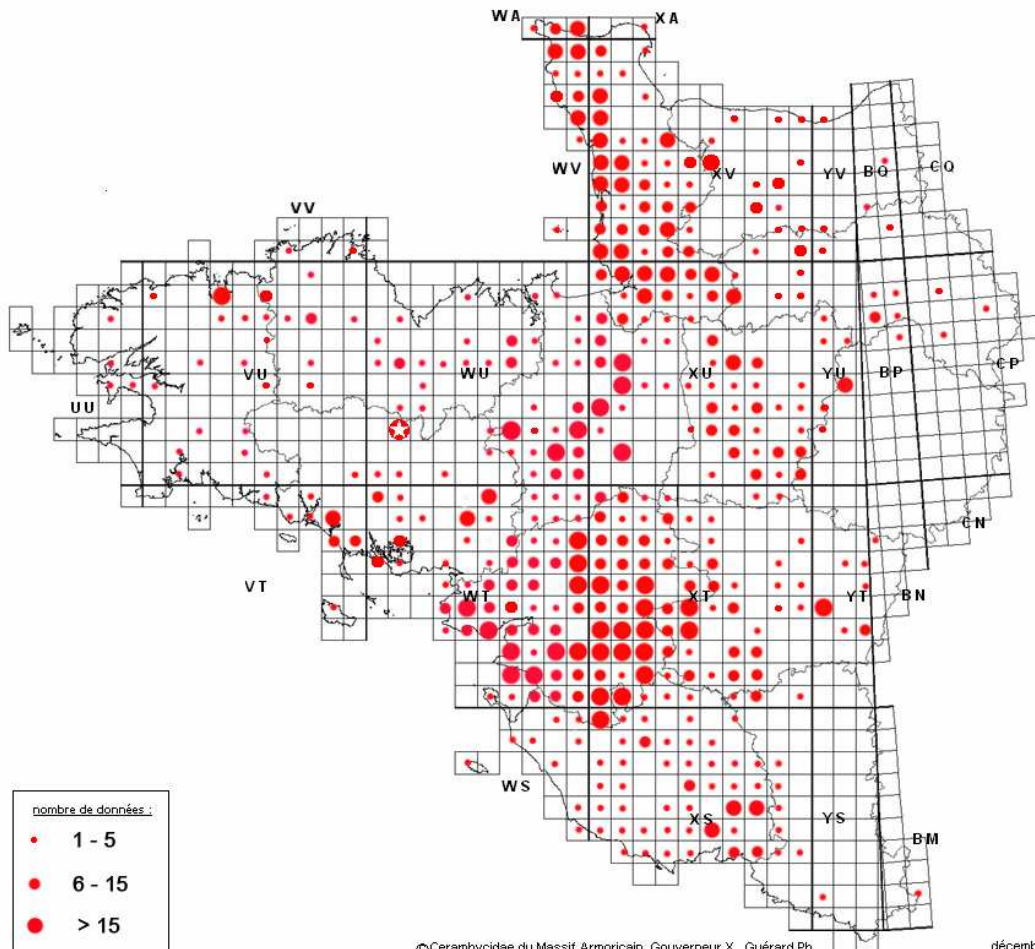 WA
XA
WV
XV
YV
BQ
CQ
VV
VU
WU
XU
YU
BP
CP
UU
CN
VT
WT
XT
YT
BN
WS
XS
YS
BM
nombre de données :
1 - 5
6 - 15
> 15
©Cerambycidae du Massif Armoricain, Gouverneur X., Guérard Ph.
décemb